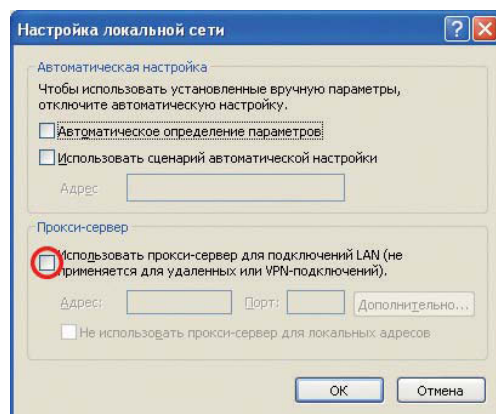 Настройка локальной сети
Автоматическая настройка
Чтобы использовать установленные вручную параметры,
отключите автоматическую настройку.
Автоматическое определение параметров
Использовать сценарий автоматической настройки
Адрес
Прокси-сервер
Использовать прокси-сервер для подключений LAN (не
применяется для удаленных или VPN-подключений).
Адрес: Порт: Дополнительно...
Не использовать прокси-сервер для локальных адресов
ОК Отмена